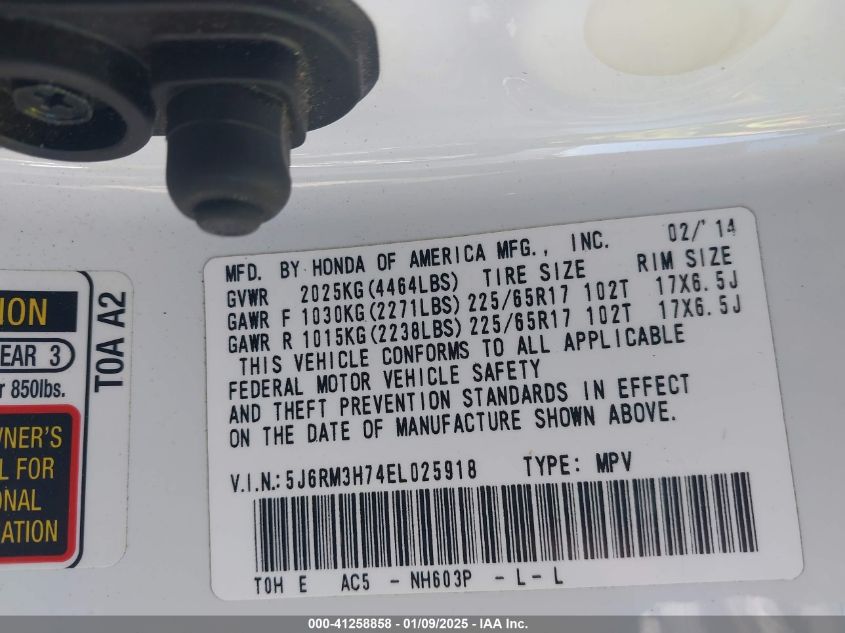 MFD. BY HONDA OF AMERICA MFG., INC. 02/'14
GVWR 2025KG(4464LBS) TIRE SIZE RIM SIZE
GAWR F 1030KG(2271LBS) 225/65R17 102T 17X6.5J
GAWR R 1015KG(2238LBS) 225/65R17 102T 17X6.5J
THIS VEHICLE CONFORMS TO ALL APPLICABLE
FEDERAL MOTOR VEHICLE SAFETY
AND THEFT PREVENTION STANDARDS IN EFFECT
ON THE DATE OF MANUFACTURE SHOWN ABOVE.
V.I.N.: 5J6RM3H74EL025918 TYPE: MPV
T0H E AC5 - NH603P - L - L
T0A A2
ION
EAR 3
r 850lbs.
WNER'S
L FOR
ONAL
ATION
000-41258858 - 01/09/2025 - IAA Inc.